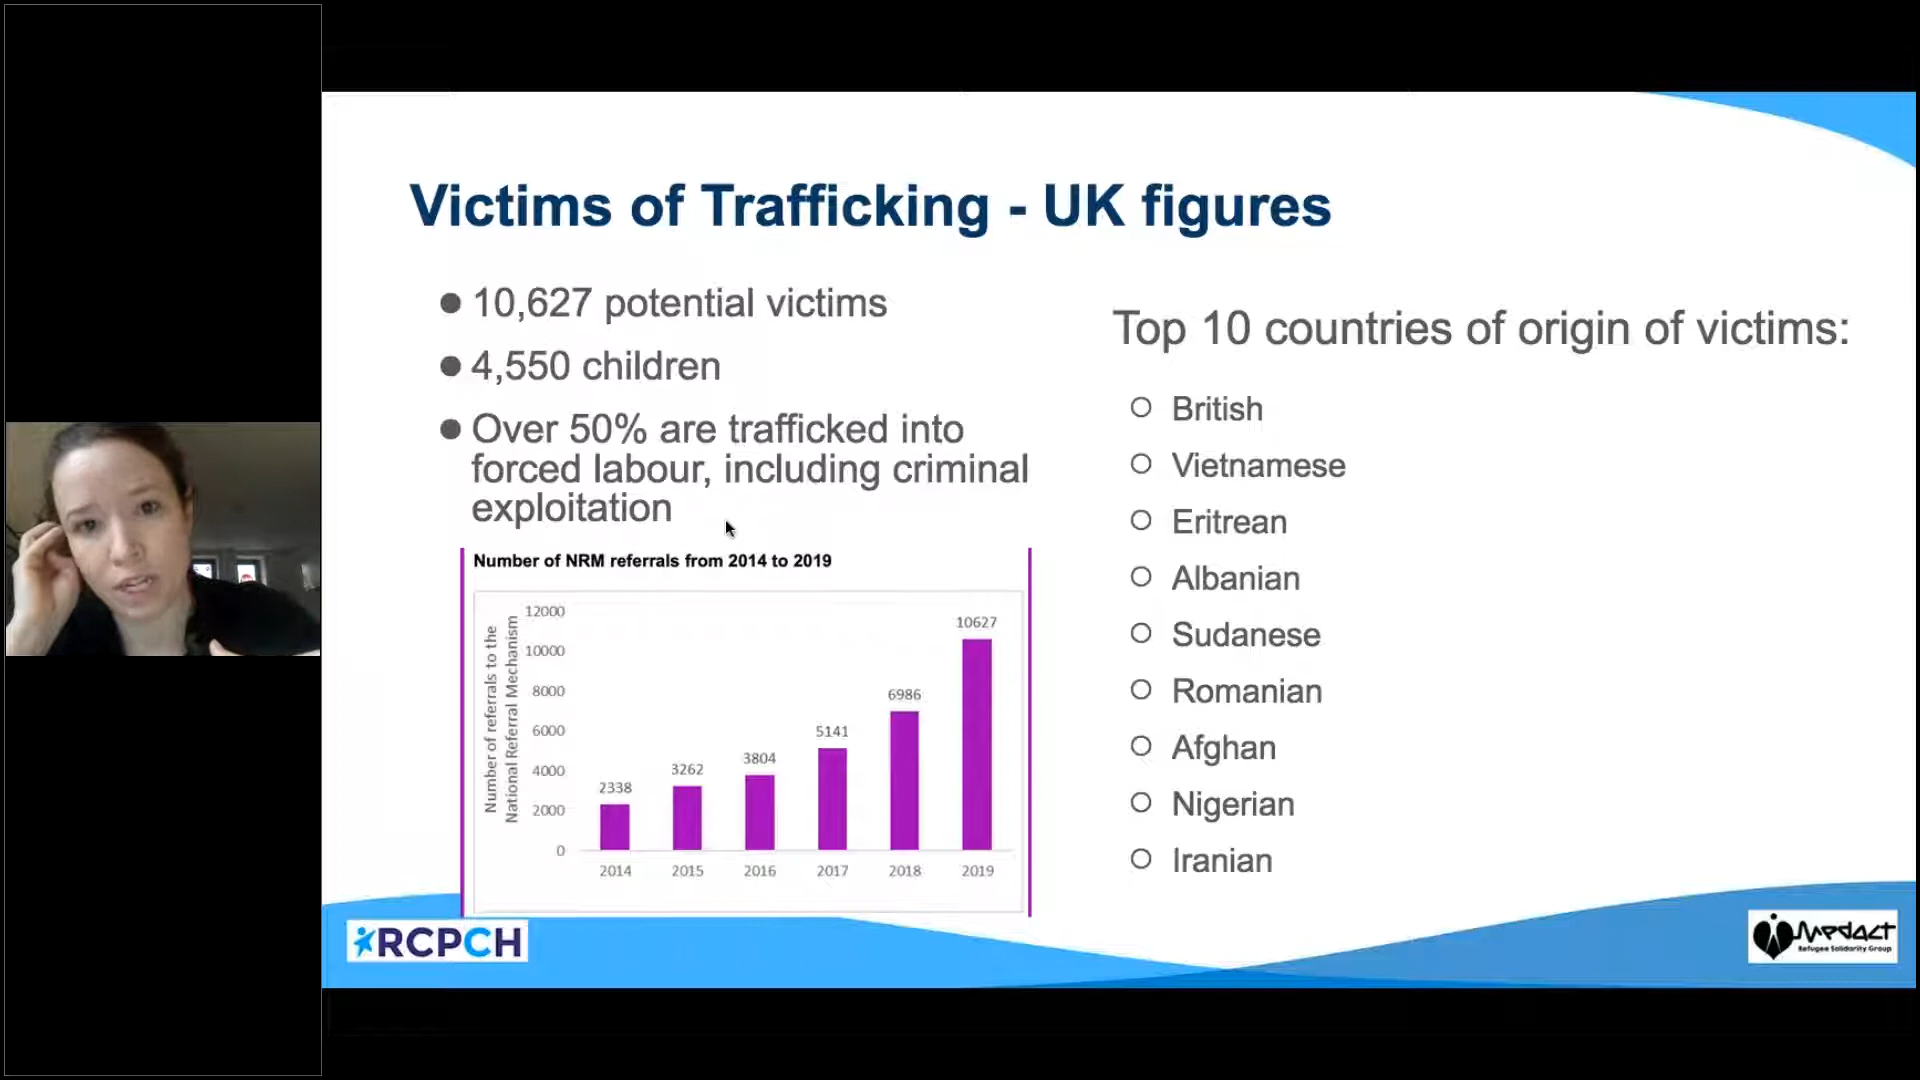 Victims of Trafficking - UK figures
10,627 potential victims
4,550 children
Over 50% are trafficked into
forced labour, including criminal
exploitation
Number of NRM referrals from 2014 to 2019
Number of referrals to the
National Referral Mechanism
12000
10000
8000
6000
4000
2000
0
2338
3262
3804
5141
6986
10627
2014 2015 2016 2017 2018 2019
Top 10 countries of origin of victims:
British
Vietnamese
Eritrean
Albanian
Sudanese
Romanian
Afghan
Nigerian
Iranian
RCPCH
Medact
Refugee Solidarity Group